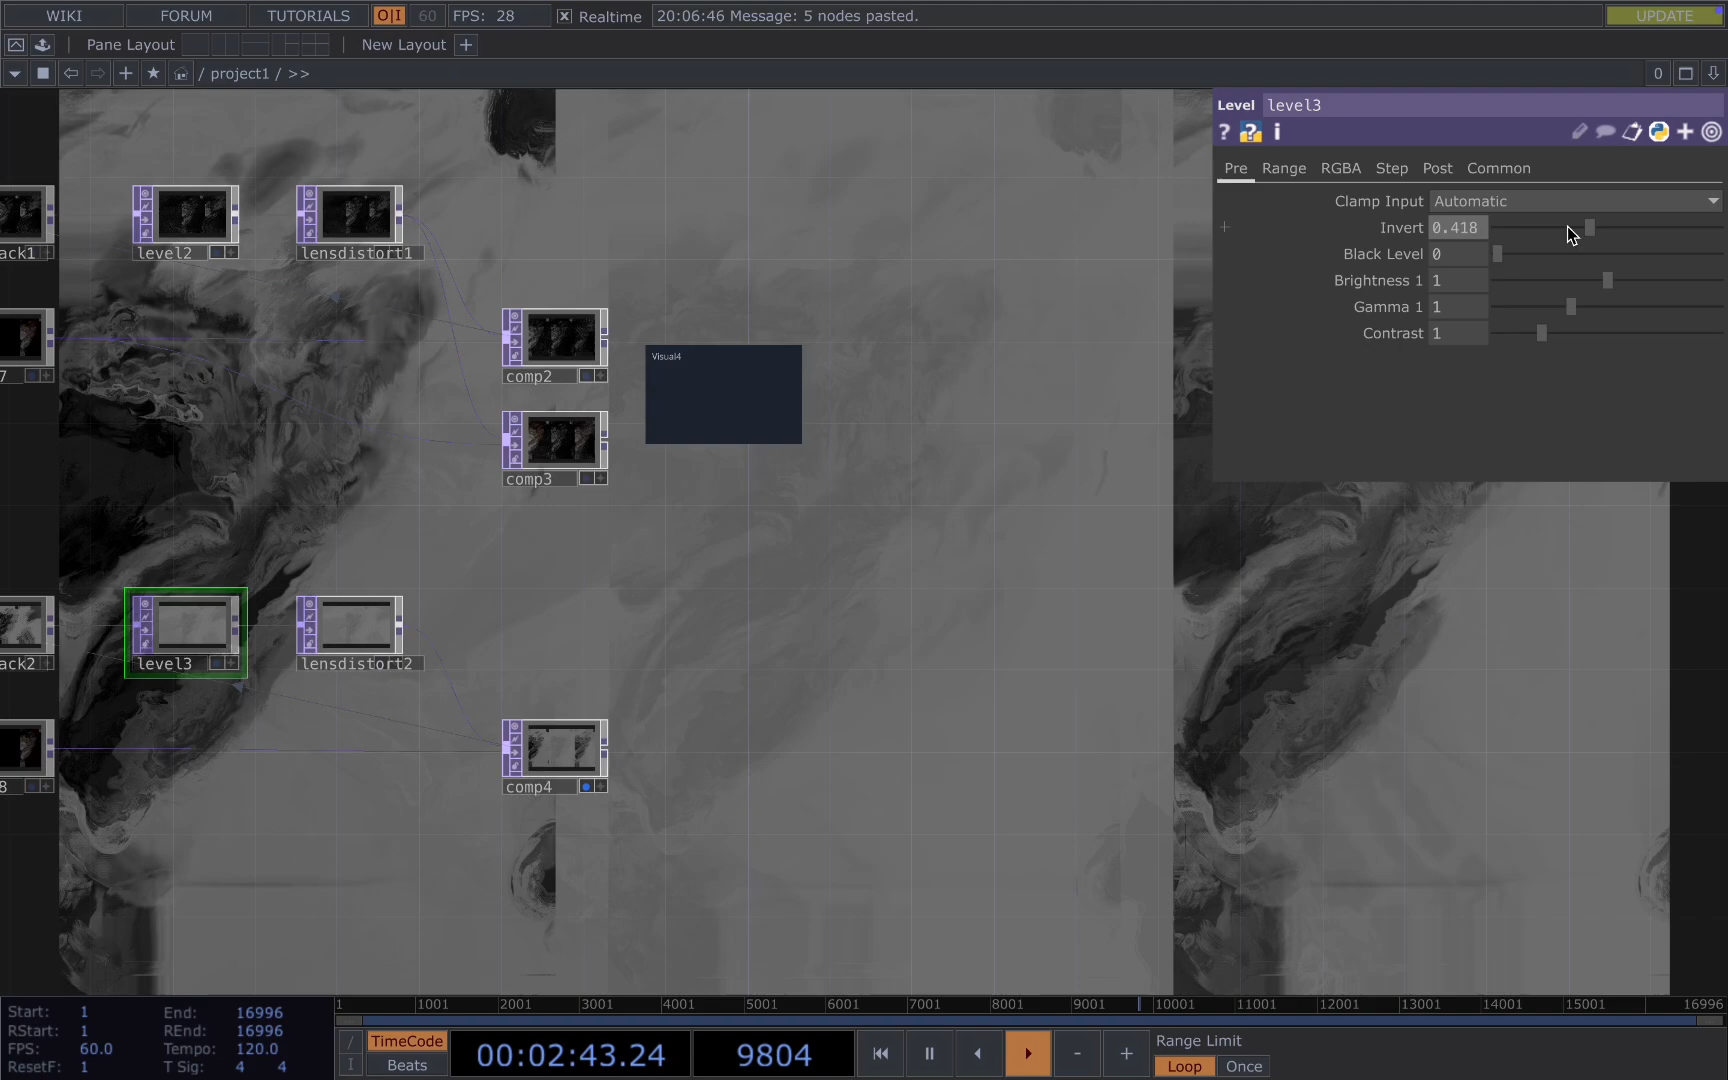 WIKI FORUM TUTORIALS O|I 60 FPS: 28 Realtime 20:06:46 Message: 5 nodes pasted. UPDATE
Pane Layout New Layout +
/ project1 / >> 0
Level level3
? ? i
Pre Range RGBA Step Post Common
Clamp Input Automatic
Invert 0.418
Black Level 0
Brightness 1 1
Gamma 1 1
Contrast 1
ack1 level2 lensdistort1
7 comp2
Visual4
comp3
ack2 level3 lensdistort2
8 comp4
1 1001 2001 3001 4001 5001 6001 7001 8001 9001 10001 11001 12001 13001 14001 15001 16996
Start: 1 End: 16996
RStart: 1 REnd: 16996
FPS: 60.0 Tempo: 120.0
ResetF: 1 T Sig: 4 4
/ TimeCode 00:02:43.24 9804 - + Range Limit
I Beats Loop Once